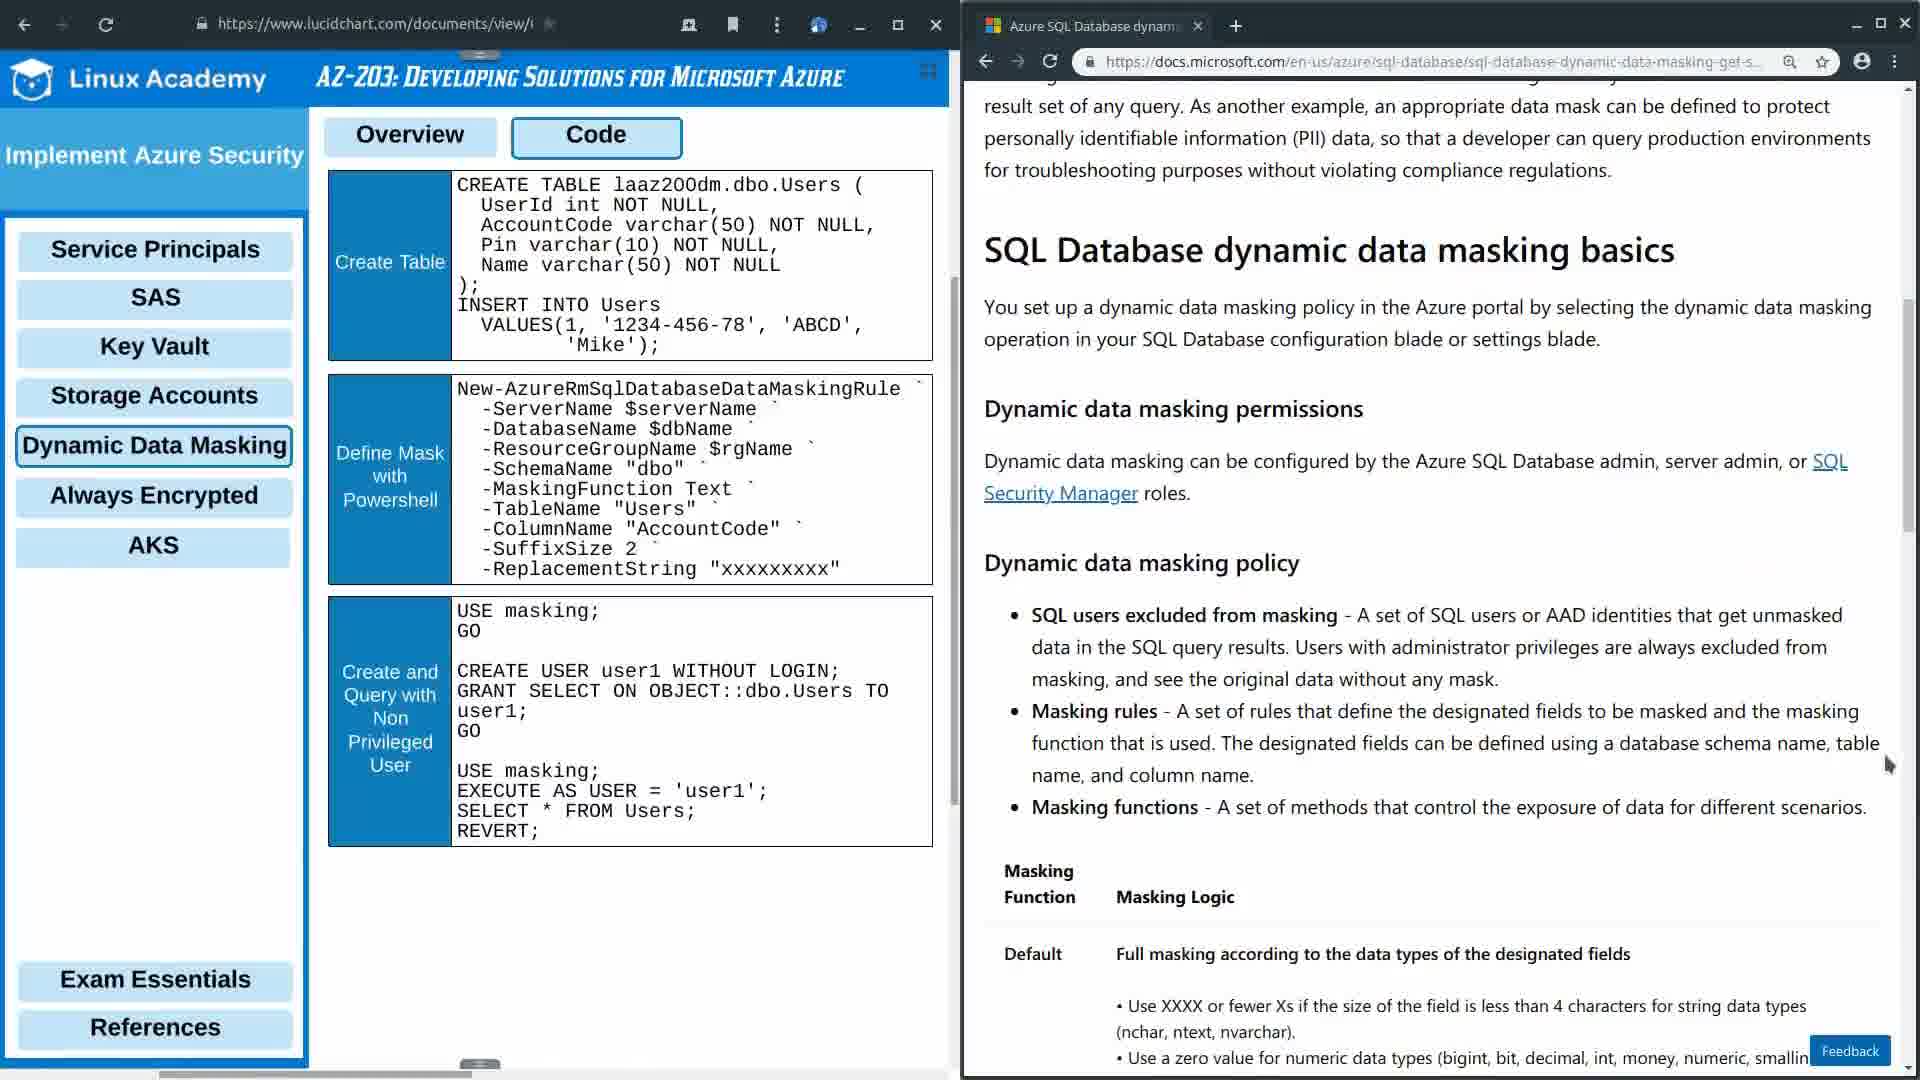 https://www.lucidchart.com/documents/view/
Linux Academy
AZ-203: Developing Solutions for Microsoft Azure
Implement Azure Security
Service Principals
SAS
Key Vault
Storage Accounts
Dynamic Data Masking
Always Encrypted
AKS
Exam Essentials
References
Overview
Code
Create Table
CREATE TABLE laaz200dm.dbo.Users (
UserId int NOT NULL,
AccountCode varchar(50) NOT NULL,
Pin varchar(10) NOT NULL,
Name varchar(50) NOT NULL
);
INSERT INTO Users
VALUES(1, '1234-456-78', 'ABCD',
'Mike');
Define Mask
with
Powershell
New-AzureRmSqlDatabaseDataMaskingRule `
-ServerName $serverName `
-DatabaseName $dbName `
-ResourceGroupName $rgName `
-SchemaName "dbo" `
-MaskingFunction Text `
-TableName "Users" `
-ColumnName "AccountCode" `
-SuffixSize 2 `
-ReplacementString "xxxxxxxxx"
Create and
Query with
Non
Privileged
User
USE masking;
GO
CREATE USER user1 WITHOUT LOGIN;
GRANT SELECT ON OBJECT::dbo.Users TO
user1;
GO
USE masking;
EXECUTE AS USER = 'user1';
SELECT * FROM Users;
REVERT;
Azure SQL Database dynam
https://docs.microsoft.com/en-us/azure/sql-database/sql-database-dynamic-data-masking-get-s...
result set of any query. As another example, an appropriate data mask can be defined to protect
personally identifiable information (PII) data, so that a developer can query production environments
for troubleshooting purposes without violating compliance regulations.
SQL Database dynamic data masking basics
You set up a dynamic data masking policy in the Azure portal by selecting the dynamic data masking
operation in your SQL Database configuration blade or settings blade.
Dynamic data masking permissions
Dynamic data masking can be configured by the Azure SQL Database admin, server admin, or SQL
Security Manager roles.
Dynamic data masking policy
• SQL users excluded from masking - A set of SQL users or AAD identities that get unmasked
data in the SQL query results. Users with administrator privileges are always excluded from
masking, and see the original data without any mask.
• Masking rules - A set of rules that define the designated fields to be masked and the masking
function that is used. The designated fields can be defined using a database schema name, table
name, and column name.
• Masking functions - A set of methods that control the exposure of data for different scenarios.
Masking
Function
Masking Logic
Default
Full masking according to the data types of the designated fields
• Use XXXX or fewer Xs if the size of the field is less than 4 characters for string data types
(nchar, ntext, nvarchar).
• Use a zero value for numeric data types (bigint, bit, decimal, int, money, numeric, smallin
Feedback